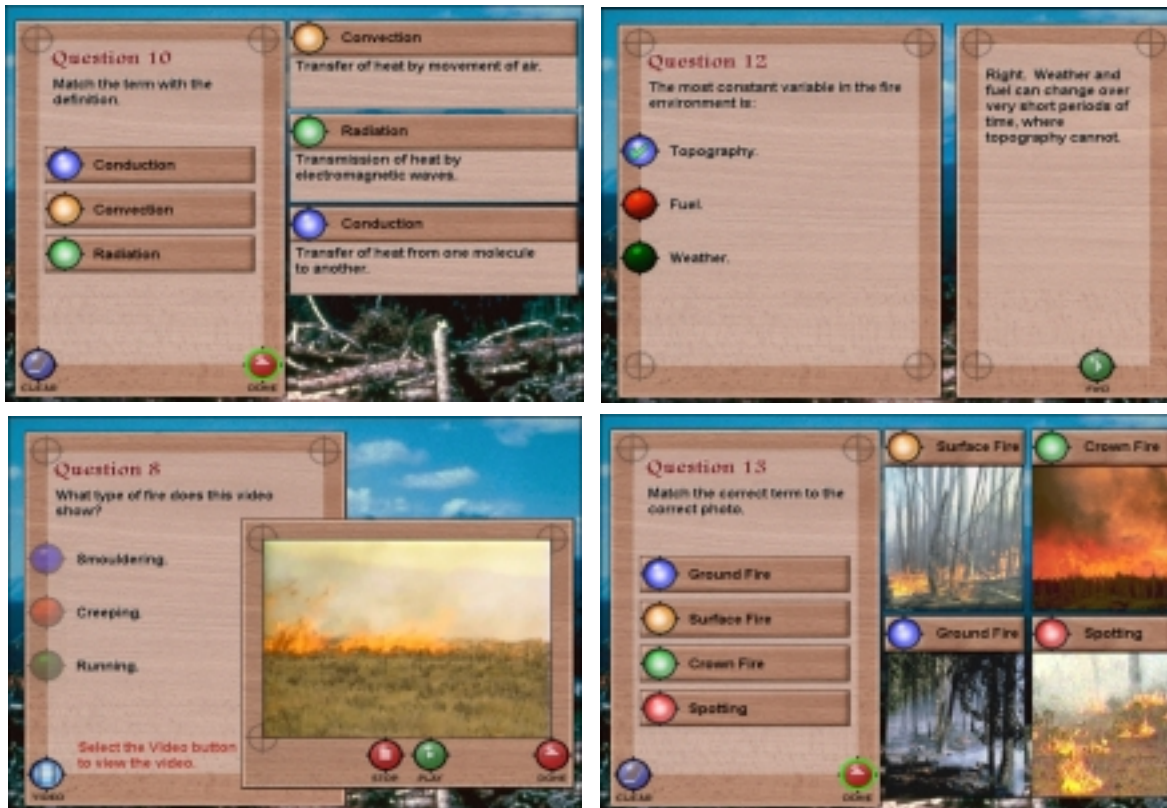 Question 10
Match the term with the
definition.
Conduction
Convection
Radiation
CLEAR
DONE
Convection
Transfer of heat by movement of air.
Radiation
Transmission of heat by
electromagnetic waves.
Conduction
Transfer of heat from one molecule
to another.
Question 12
The most constant variable in the fire
environment is:
Topography.
Fuel.
Weather.
Right. Weather and
fuel can change over
very short periods of
time, where
topography cannot.
FWD
Question 8
What type of fire does this video
show?
Smouldering.
Creeping.
Running.
Select the Video button
to view the video.
VIDEO
STOP
PLAY
DONE
Question 13
Match the correct term to the
correct photo.
Ground Fire
Surface Fire
Crown Fire
Spotting
CLEAR
DONE
Surface Fire
Crown Fire
Ground Fire
Spotting